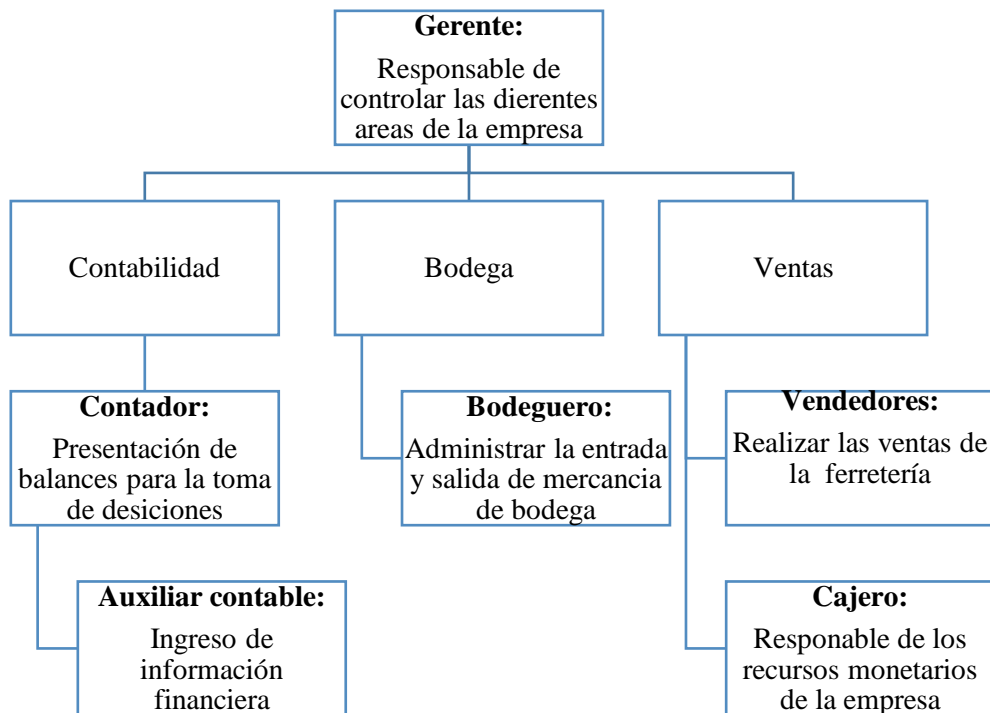 Gerente:
Responsable de
controlar las dierentes
areas de la empresa
Contabilidad
Bodega
Ventas
Contador:
Presentación de
balances para la toma
de desiciones
Auxiliar contable:
Ingreso de
información
financiera
Bodeguero:
Administrar la entrada
y salida de mercancia
de bodega
Vendedores:
Realizar las ventas de
la ferretería
Cajero:
Responable de los
recursos monetarios
de la empresa